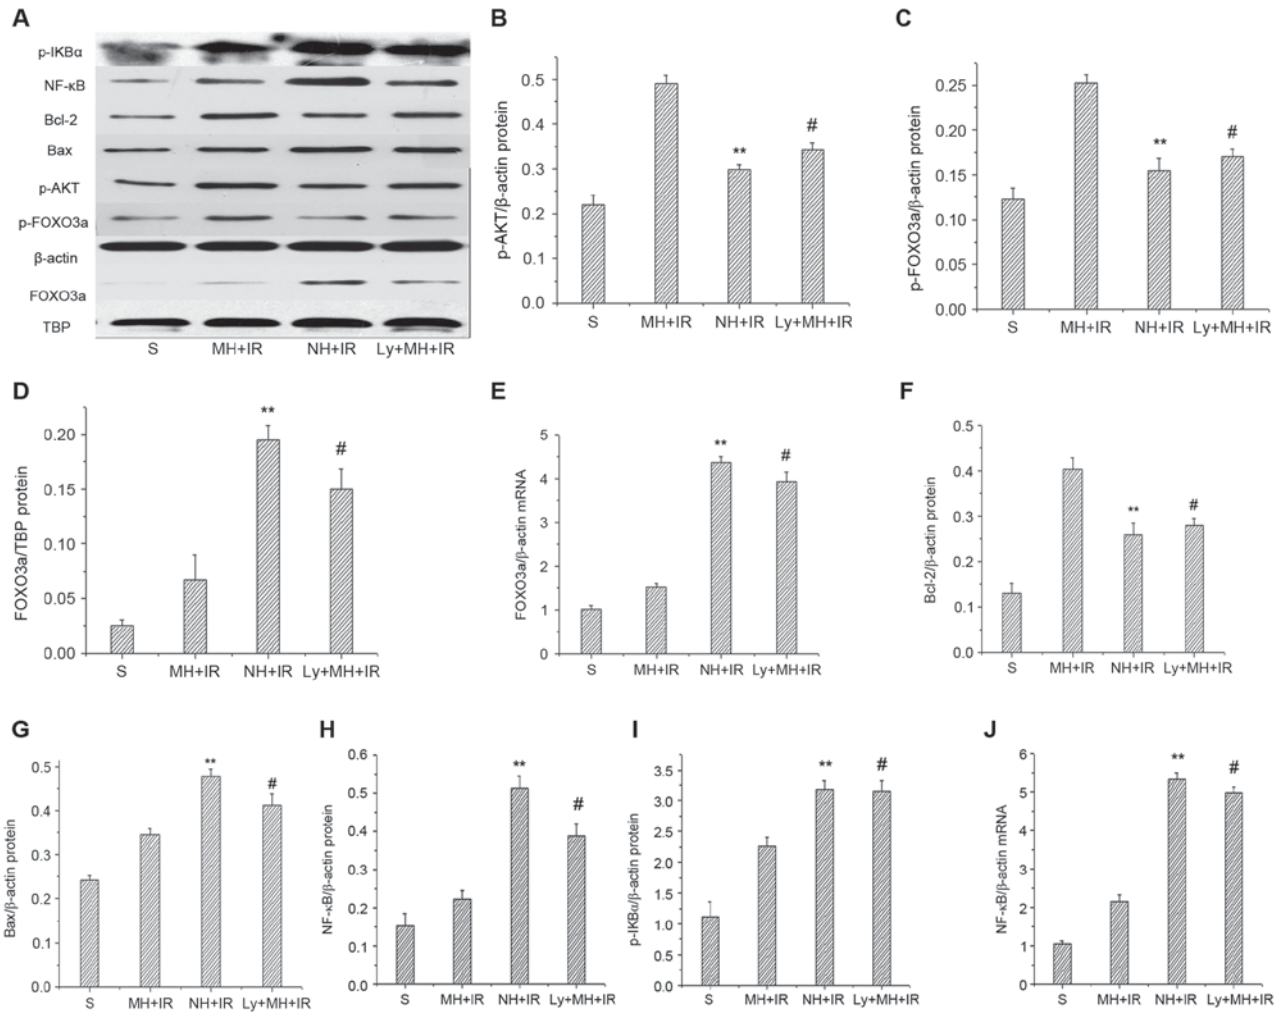 A
p-IKBα
NF-κB
Bcl-2
Bax
p-AKT
p-FOXO3a
β-actin
FOXO3a
TBP
S MH+IR NH+IR Ly+MH+IR
B
p-AKT/β-actin protein
0.5
0.4
0.3
0.2
0.1
0.0
**
#
S MH+IR NH+IR Ly+MH+IR
C
p-FOXO3a/β-actin protein
0.25
0.20
0.15
0.10
0.05
0.00
**
#
S MH+IR NH+IR Ly+MH+IR
D
FOXO3a/TBP protein
0.20
0.15
0.10
0.05
0.00
**
#
S MH+IR NH+IR Ly+MH+IR
E
FOXO3a/β-actin mRNA
5
4
3
2
1
0
**
#
S MH+IR NH+IR Ly+MH+IR
F
Bcl-2/β-actin protein
0.5
0.4
0.3
0.2
0.1
0.0
**
#
S MH+IR NH+IR Ly+MH+IR
G
Bax/β-actin protein
0.5
0.4
0.3
0.2
0.1
0.0
**
#
S MH+IR NH+IR Ly+MH+IR
H
NF-κB/β-actin protein
0.6
0.5
0.4
0.3
0.2
0.1
0.0
**
#
S MH+IR NH+IR Ly+MH+IR
I
p-IKBα/β-actin protein
3.5
3.0
2.5
2.0
1.5
1.0
0.5
0.0
**
#
S MH+IR NH+IR Ly+MH+IR
J
NF-κB/β-actin mRNA
6
5
4
3
2
1
0
**
#
S MH+IR NH+IR Ly+MH+IR